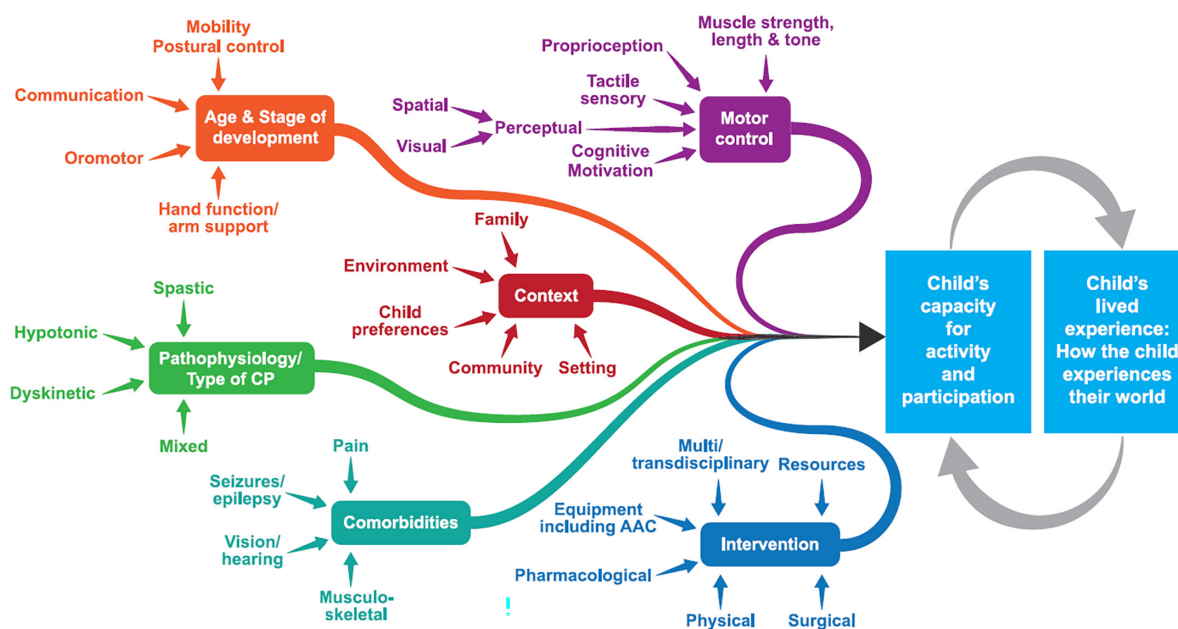 Mobility
Postural control
Communication
Oromotor
Hand function/
arm support
Age & Stage of
development
Muscle strength,
length & tone
Proprioception
Tactile
sensory
Spatial
Visual
Perceptual
Cognitive
Motivation
Motor
control
Family
Environment
Child
preferences
Community
Setting
Context
Spastic
Hypotonic
Dyskinetic
Mixed
Pathophysiology/
Type of CP
Pain
Seizures/
epilepsy
Vision/
hearing
Musculo-
skeletal
Comorbidities
Multi/
transdisciplinary
Resources
Equipment
including AAC
Pharmacological
Physical
Surgical
Intervention
Child's
capacity
for
activity
and
participation
Child's
lived
experience:
How the child
experiences
their world
!